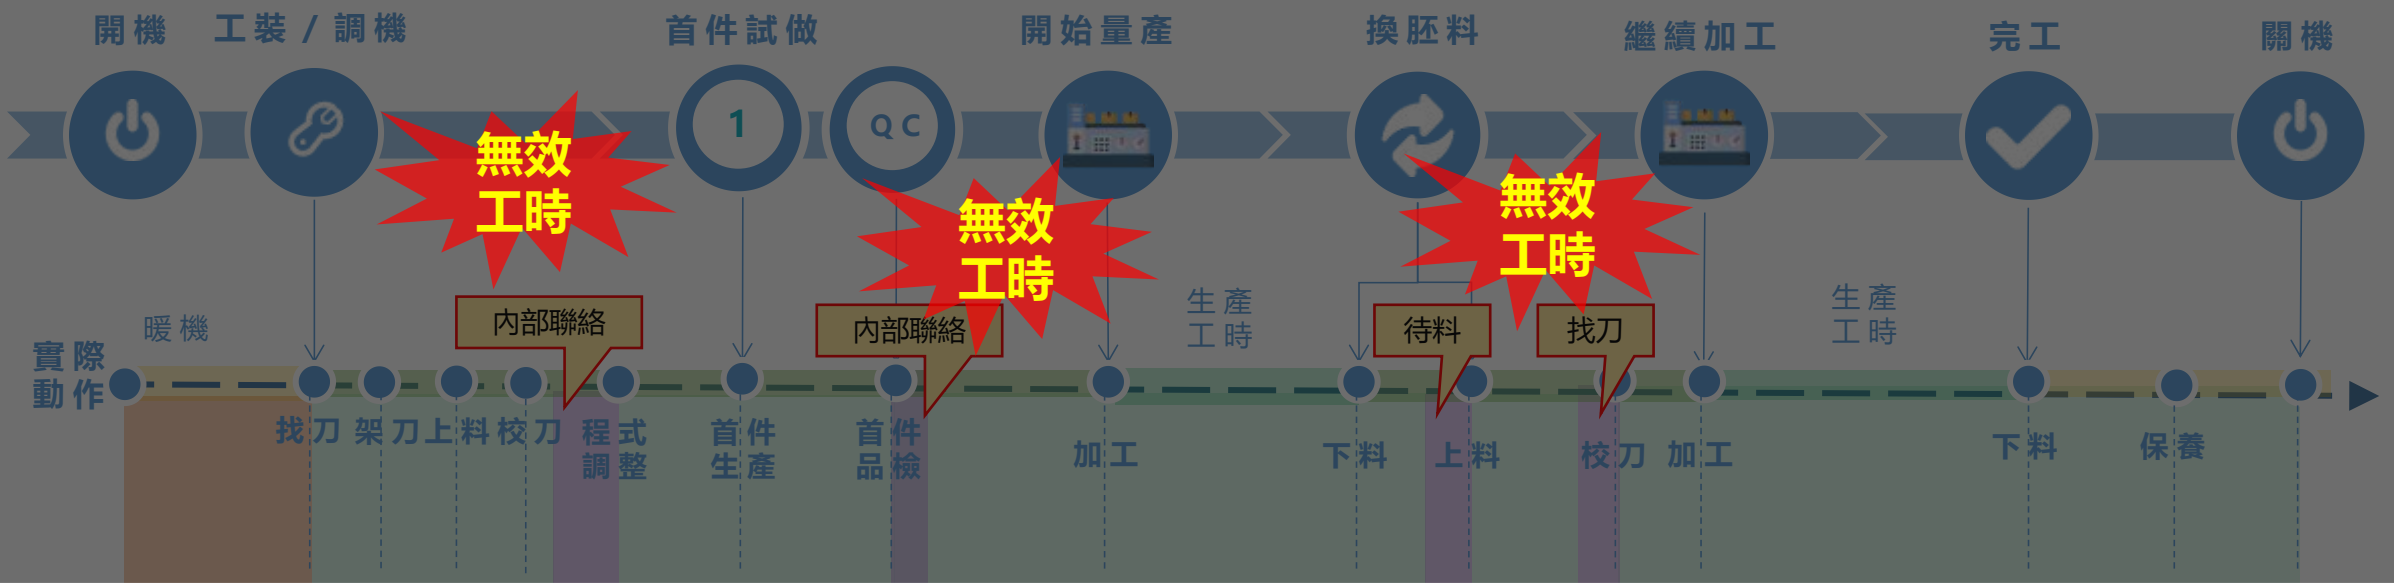 開機
工裝 / 調機
首件試做
開始量產
換胚料
繼續加工
完工
關機
1
QC
無效
工時
無效
工時
無效
工時
暖機
內部聯絡
內部聯絡
生產
工時
待料
找刀
生產
工時
實際
動作
找刀
架刀
上料
校刀
程式
調整
首件
生產
首件
品檢
加工
下料
上料
校刀
加工
下料
保養